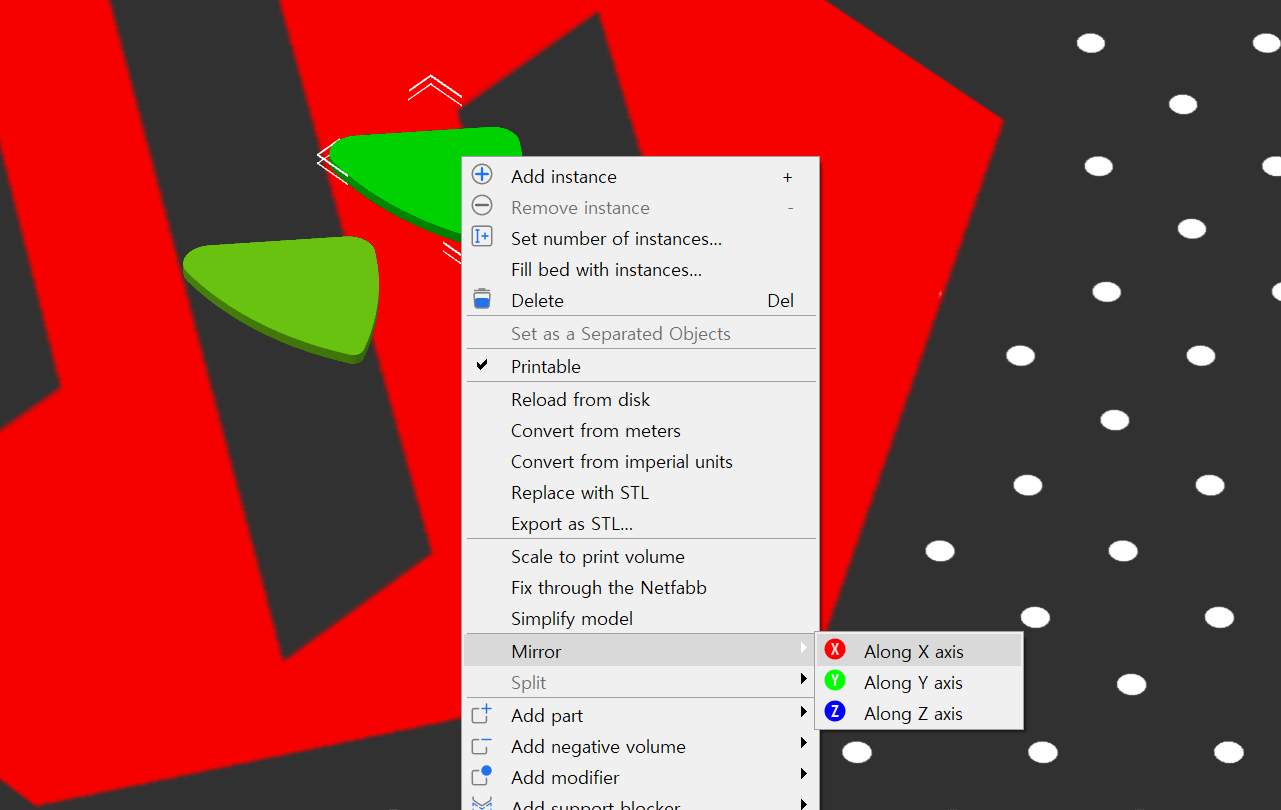 Add instance +
Remove instance -
Set number of instances...
Fill bed with instances...
Delete Del
Set as a Separated Objects
Printable
Reload from disk
Convert from meters
Convert from imperial units
Replace with STL
Export as STL...
Scale to print volume
Fix through the Netfabb
Simplify model
Mirror
X Along X axis
Split
Y Along Y axis
Add part
Z Along Z axis
Add negative volume
Add modifier
Add support blocker